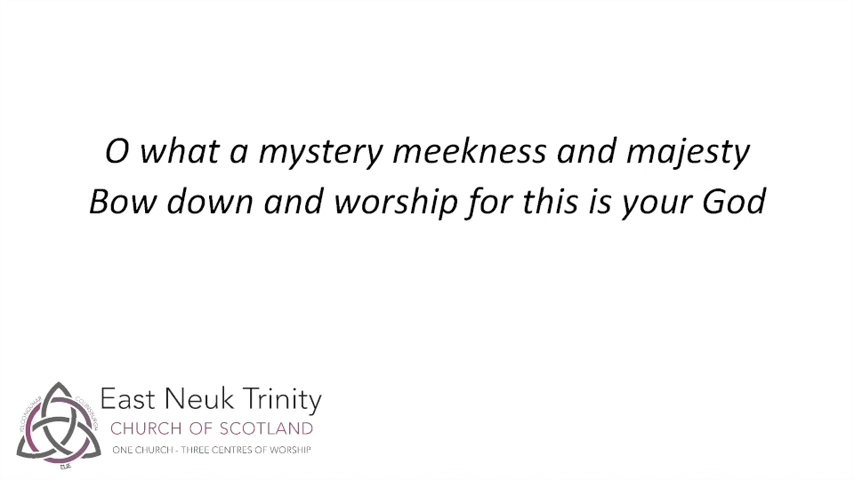 O what a mystery meekness and majesty
Bow down and worship for this is your God
East Neuk Trinity
CHURCH OF SCOTLAND
ONE CHURCH - THREE CENTRES OF WORSHIP